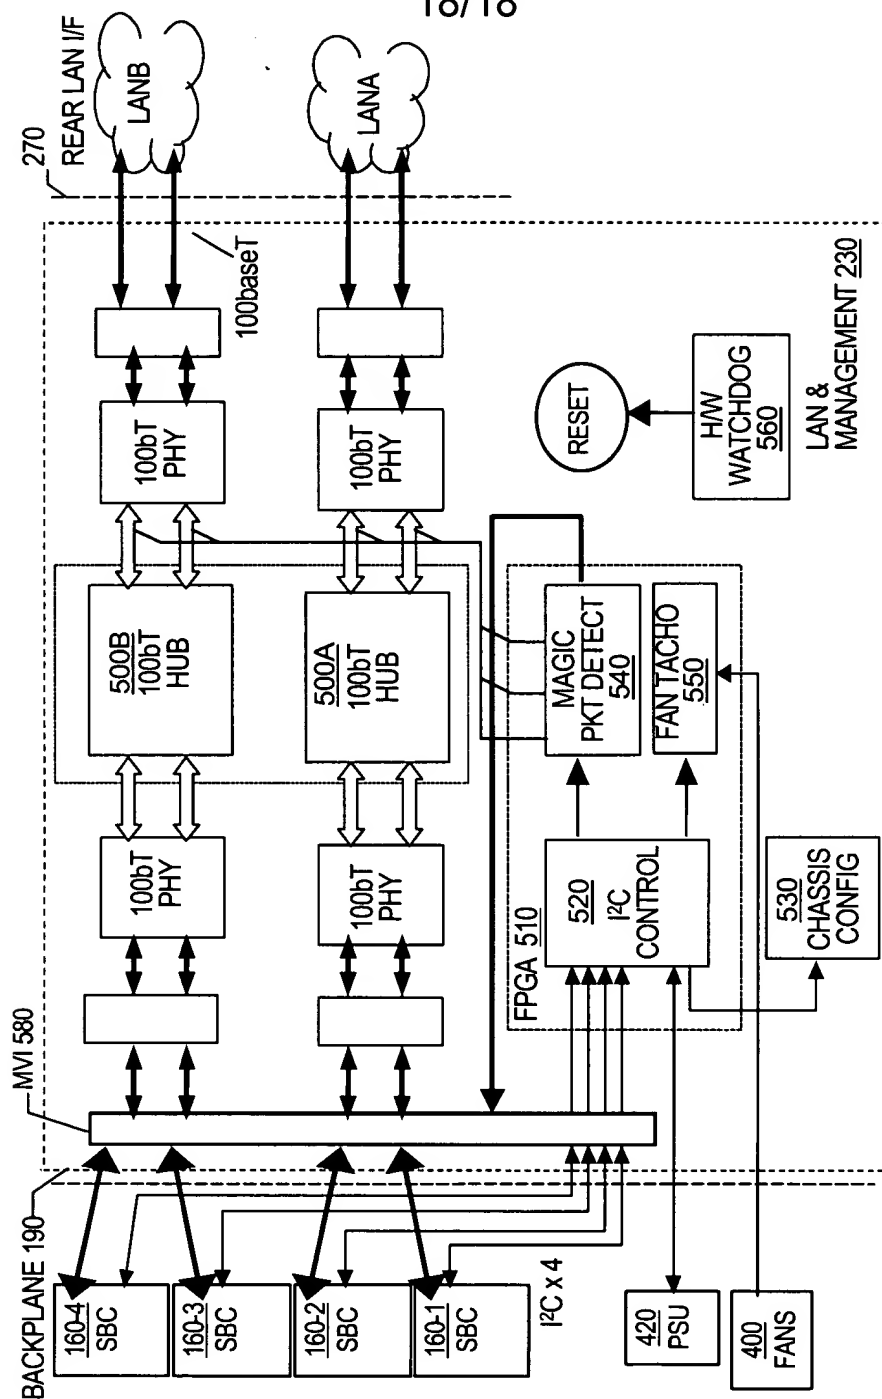 18/18
BACKPLANE 190
MVI 580
270
REAR LAN I/F
160-4
SBC
160-3
SBC
160-2
SBC
160-1
SBC
I²C x 4
100bT
PHY
500B
100bT
HUB
100bT
PHY
100baseT
LANB
100bT
PHY
500A
100bT
HUB
100bT
PHY
LANA
FPGA 510
520
I²C
CONTROL
MAGIC
PKT DETECT
540
FAN TACHO
550
RESET
H/W
WATCHDOG
560
LAN &
MANAGEMENT 230
530
CHASSIS
CONFIG
420
PSU
400
FANS